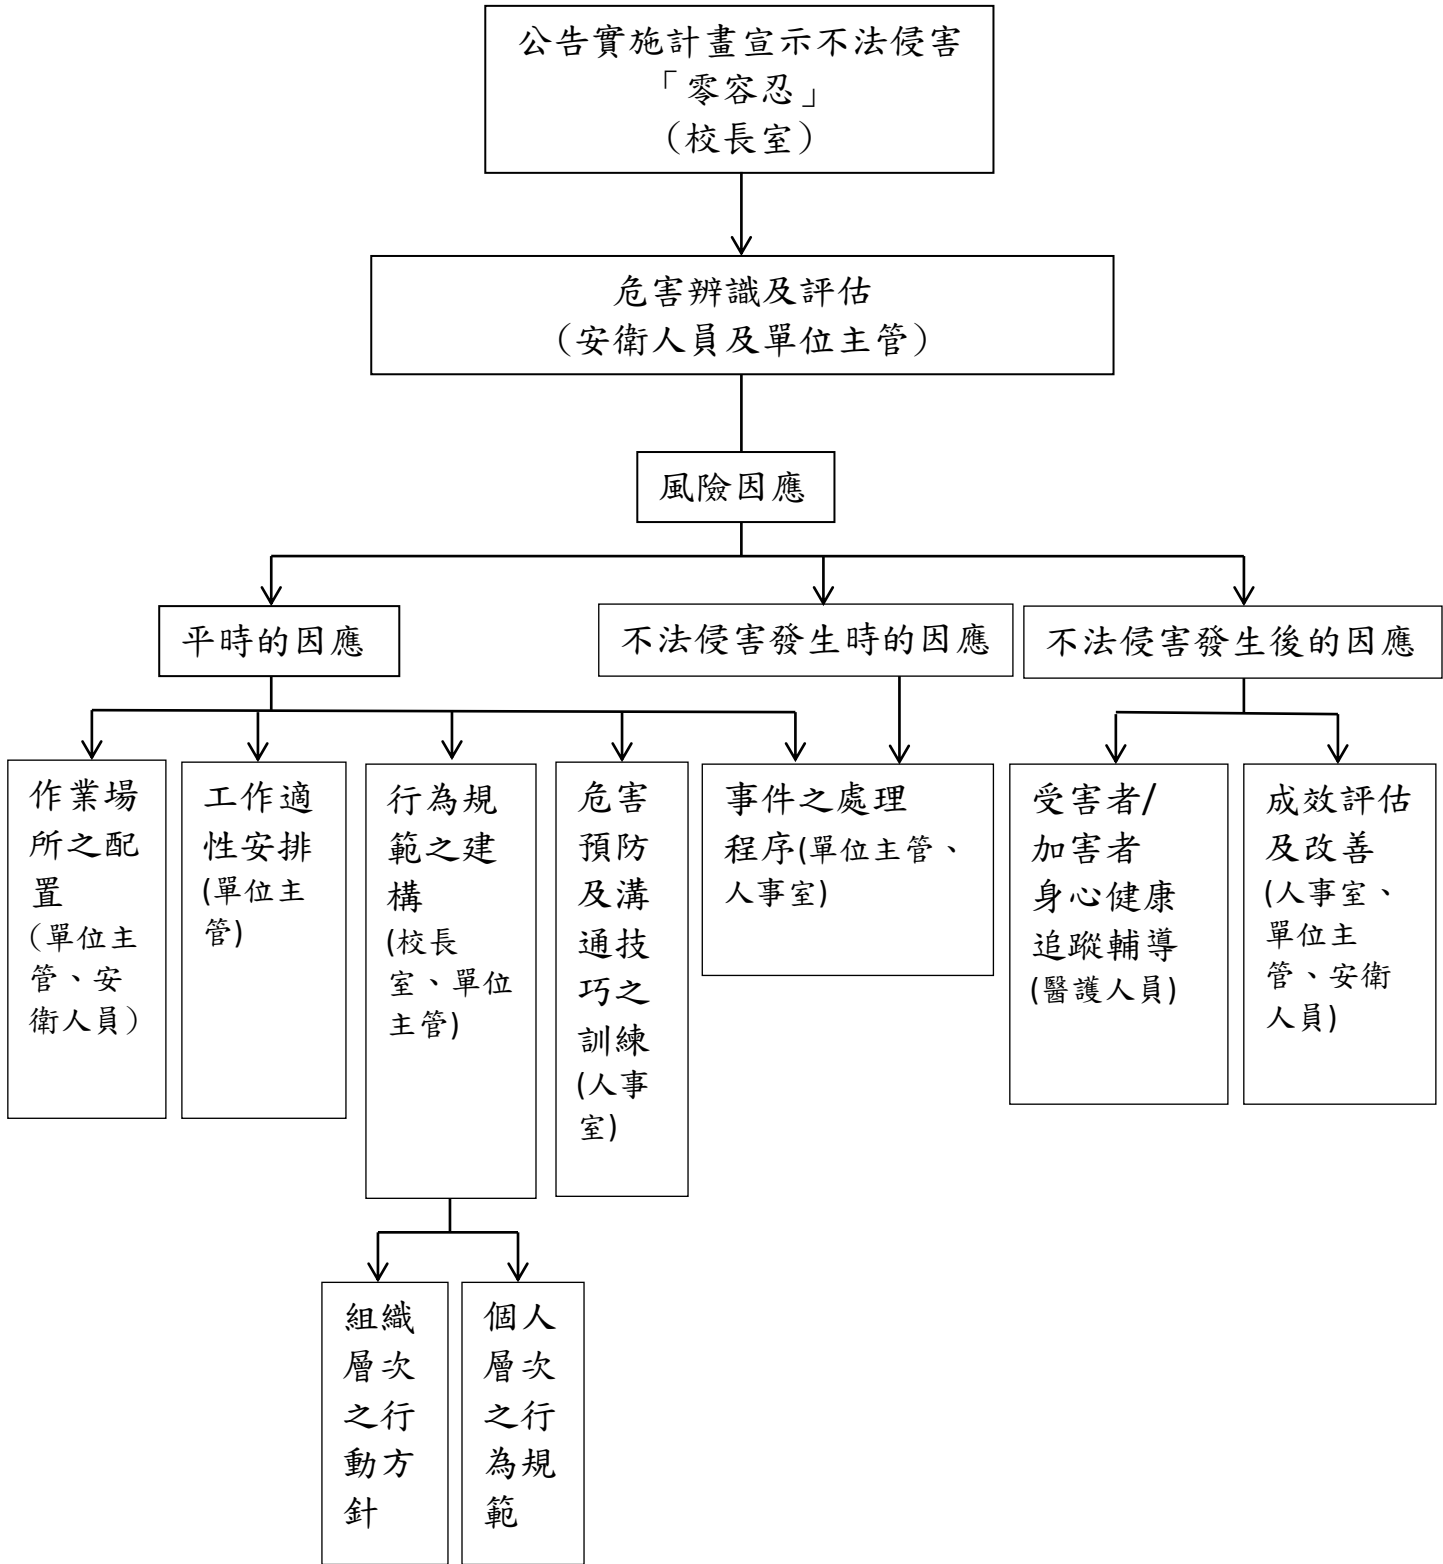 公告實施計畫宣示不法侵害
「零容忍」
（校長室）
危害辨識及評估
（安衛人員及單位主管）
風險因應
平時的因應
不法侵害發生時的因應
不法侵害發生後的因應
作業場
所之配
置
（單位主
管、安
衛人員）
工作適
性安排
(單位主
管)
行為規
範之建
構
(校長
室、單位
主管)
危害
預防
及溝
通技
巧之
訓練
(人事
室)
事件之處理
程序(單位主管、
人事室)
受害者/
加害者
身心健康
追蹤輔導
(醫護人員)
成效評估
及改善
(人事室、
單位主
管、安衛
人員)
組織
層次
之行
動方
針
個人
層次
之行
為規
範